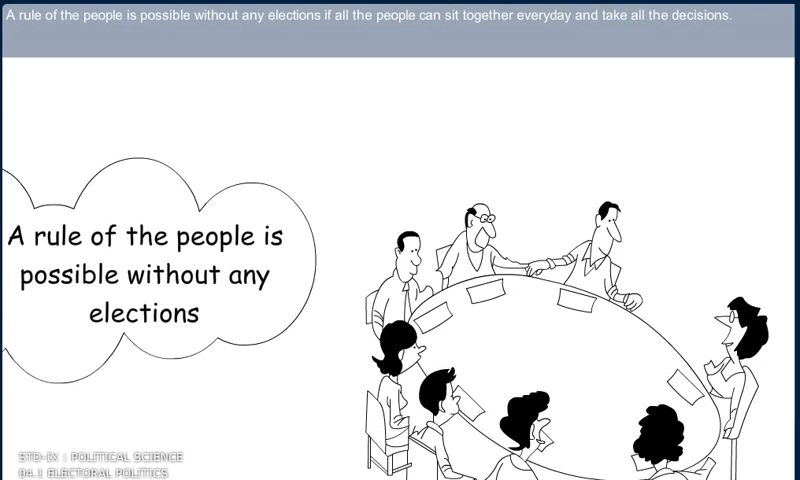 A rule of the people is possible without any elections if all the people can sit together everyday and take all the decisions.
A rule of the people is
possible without any
elections
STD-IX : POLITICAL SCIENCE
04.1 ELECTORAL POLITICS